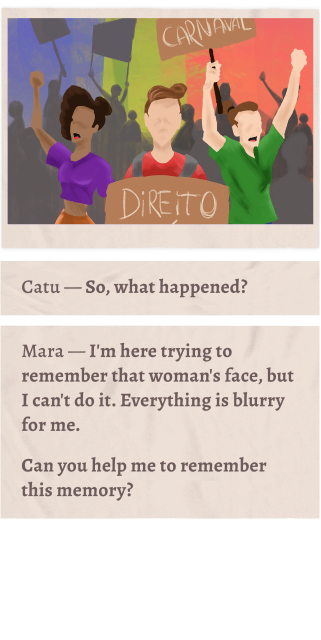 CARNAVAL
DIREITO
Catu — So, what happened?
Mara — I'm here trying to
remember that woman's face, but
I can't do it. Everything is blurry
for me.
Can you help me to remember
this memory?